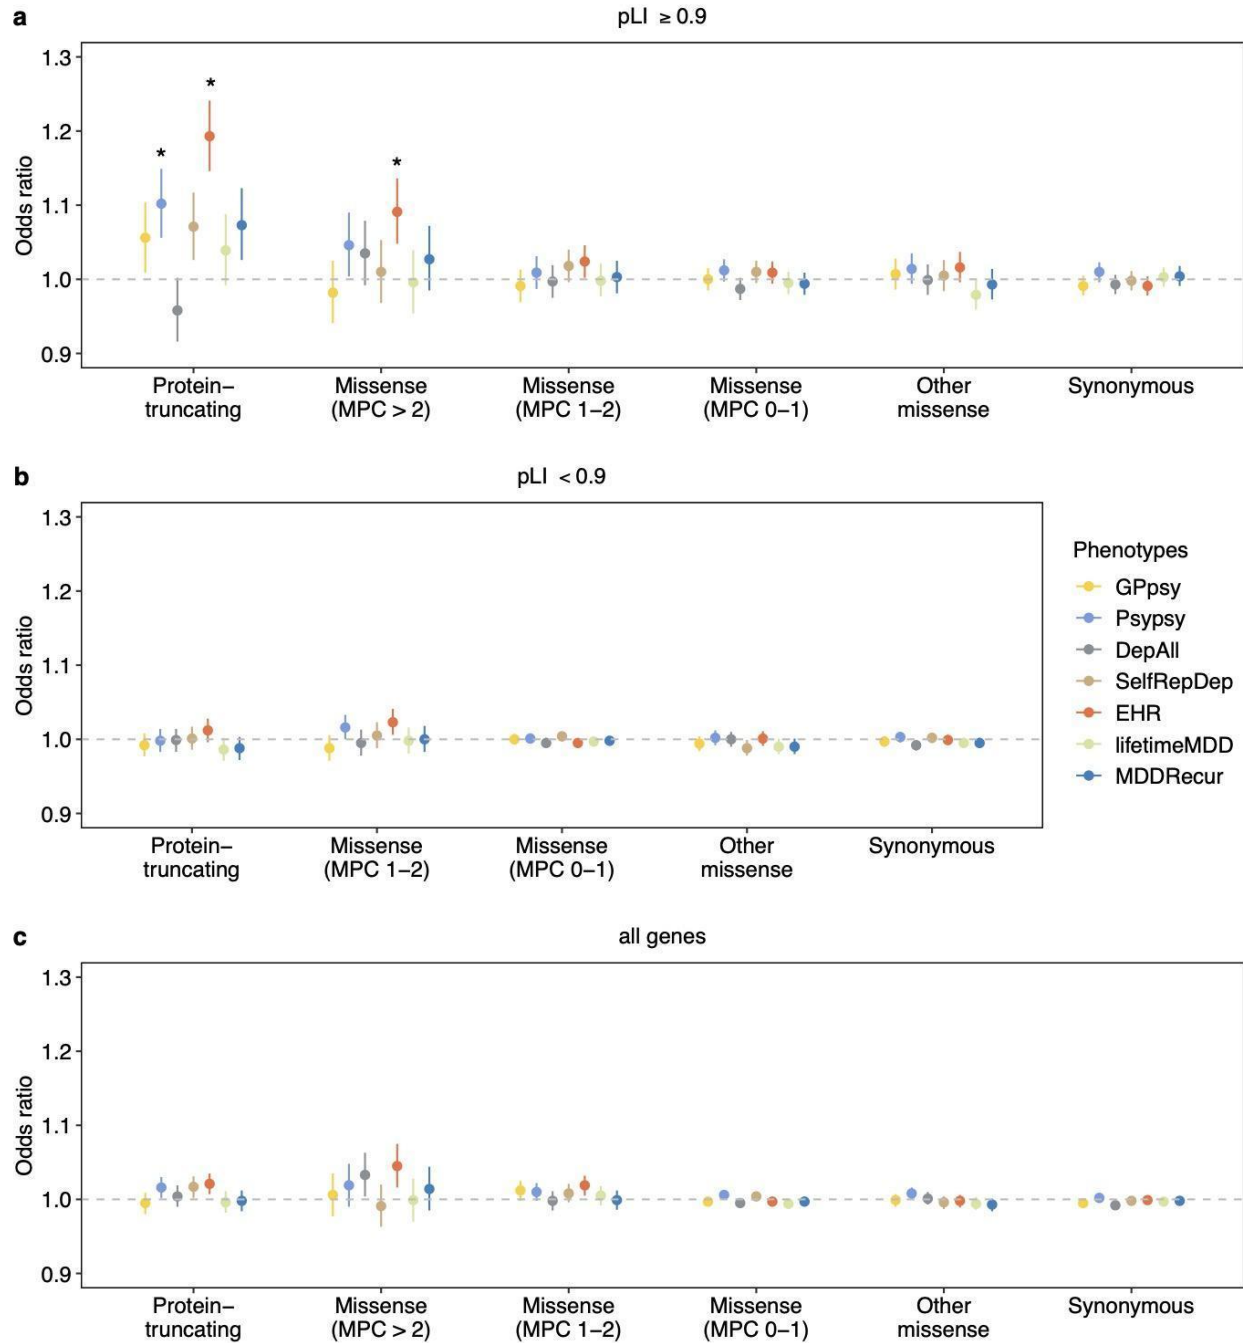 a
pLI ≥ 0.9
Odds ratio
1.3
1.2
1.1
1.0
0.9
*
*
*
Protein–
truncating
Missense
(MPC > 2)
Missense
(MPC 1–2)
Missense
(MPC 0–1)
Other
missense
Synonymous
b
pLI < 0.9
Odds ratio
1.3
1.2
1.1
1.0
0.9
Protein–
truncating
Missense
(MPC 1–2)
Missense
(MPC 0–1)
Other
missense
Synonymous
Phenotypes
GPpsy
Psypsy
DepAll
SelfRepDep
EHR
lifetimeMDD
MDDRecur
c
all genes
Odds ratio
1.3
1.2
1.1
1.0
0.9
Protein–
truncating
Missense
(MPC > 2)
Missense
(MPC 1–2)
Missense
(MPC 0–1)
Other
missense
Synonymous